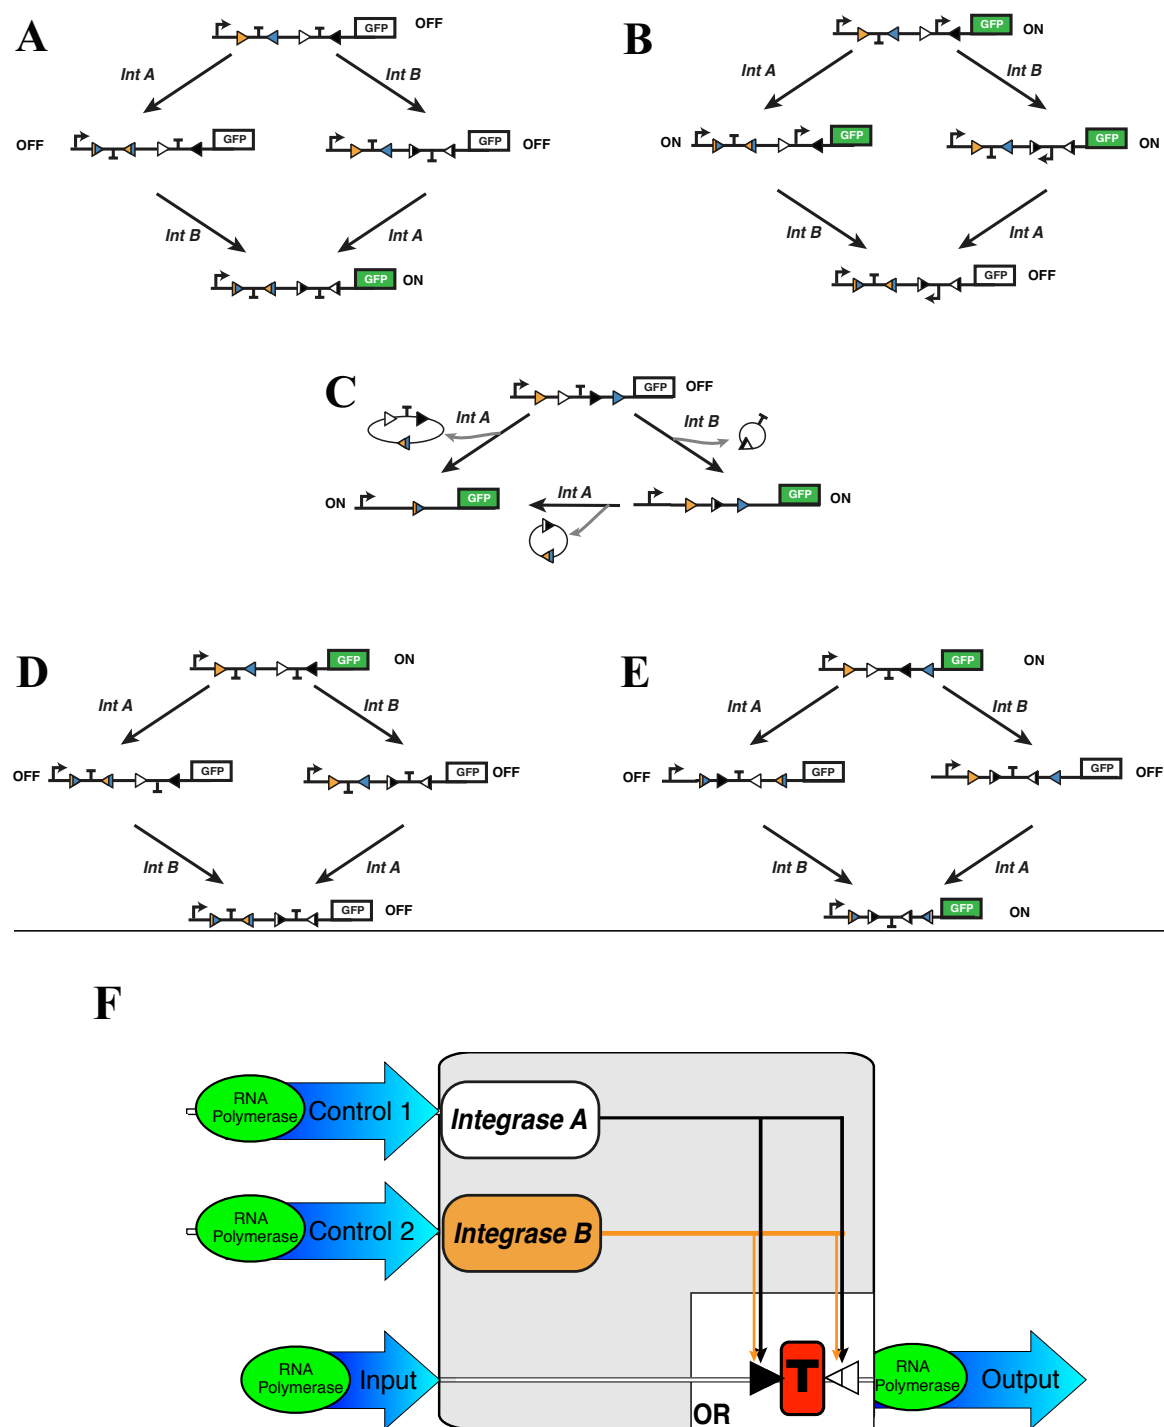 A
GFP
OFF
Int A
Int B
OFF
GFP
GFP
OFF
Int B
Int A
GFP
ON
B
GFP
ON
Int A
Int B
ON
GFP
GFP
ON
Int B
Int A
GFP
OFF
C
GFP
OFF
Int A
Int B
ON
GFP
Int A
GFP
ON
D
GFP
ON
Int A
Int B
OFF
GFP
GFP
OFF
Int B
Int A
GFP
OFF
E
GFP
ON
Int A
Int B
OFF
GFP
GFP
OFF
Int B
Int A
GFP
ON
F
RNA
Polymerase
Control 1
Integrase A
RNA
Polymerase
Control 2
Integrase B
RNA
Polymerase
Input
T
RNA
Polymerase
Output
OR